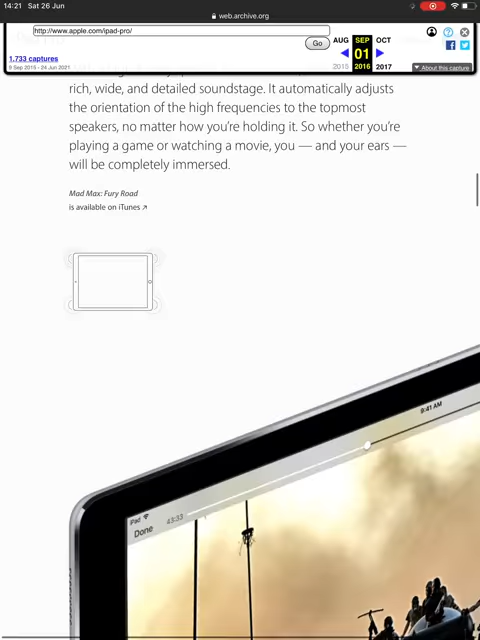 14:21 Sat 26 Jun
web.archive.org
http://www.apple.com/ipad-pro/
Go
AUG SEP OCT
01
2015 2016 2017
1,733 captures
8 Sep 2015 - 24 Jun 2021
About this capture
rich, wide, and detailed soundstage. It automatically adjusts
the orientation of the high frequencies to the topmost
speakers, no matter how you’re holding it. So whether you’re
playing a game or watching a movie, you — and your ears —
will be completely immersed.
Mad Max: Fury Road
is available on iTunes ↗
9:41 AM
iPad
Done 43:33